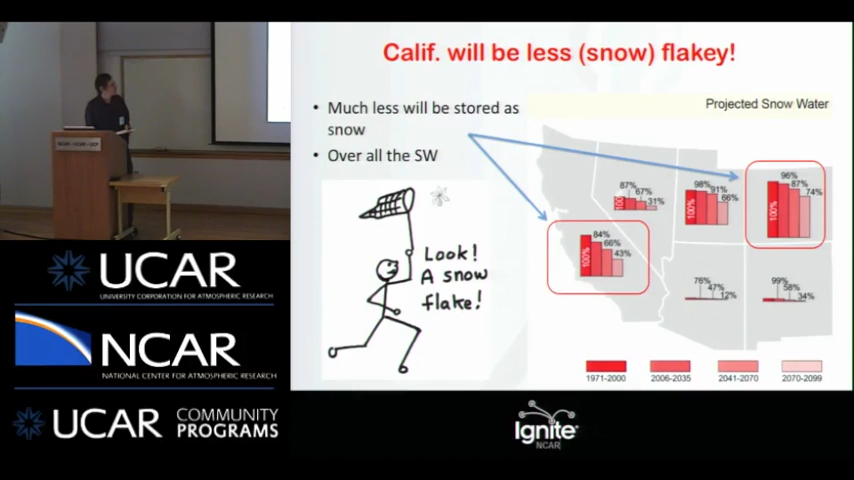 Calif. will be less (snow) flakey!
• Much less will be stored as
snow
• Over all the SW
Look!
A snow
flake!
Projected Snow Water
87%
67%
31%
98%
91%
66%
100%
96%
87%
74%
100%
84%
66%
43%
100%
76%
47%
12%
99%
58%
34%
1971-2000
2006-2035
2041-2070
2070-2099
NCAR • UCAR • UCP
UCAR
UNIVERSITY CORPORATION FOR ATMOSPHERIC RESEARCH
NCAR
NATIONAL CENTER FOR ATMOSPHERIC RESEARCH
UCAR COMMUNITY
PROGRAMS
Ignite
NCAR